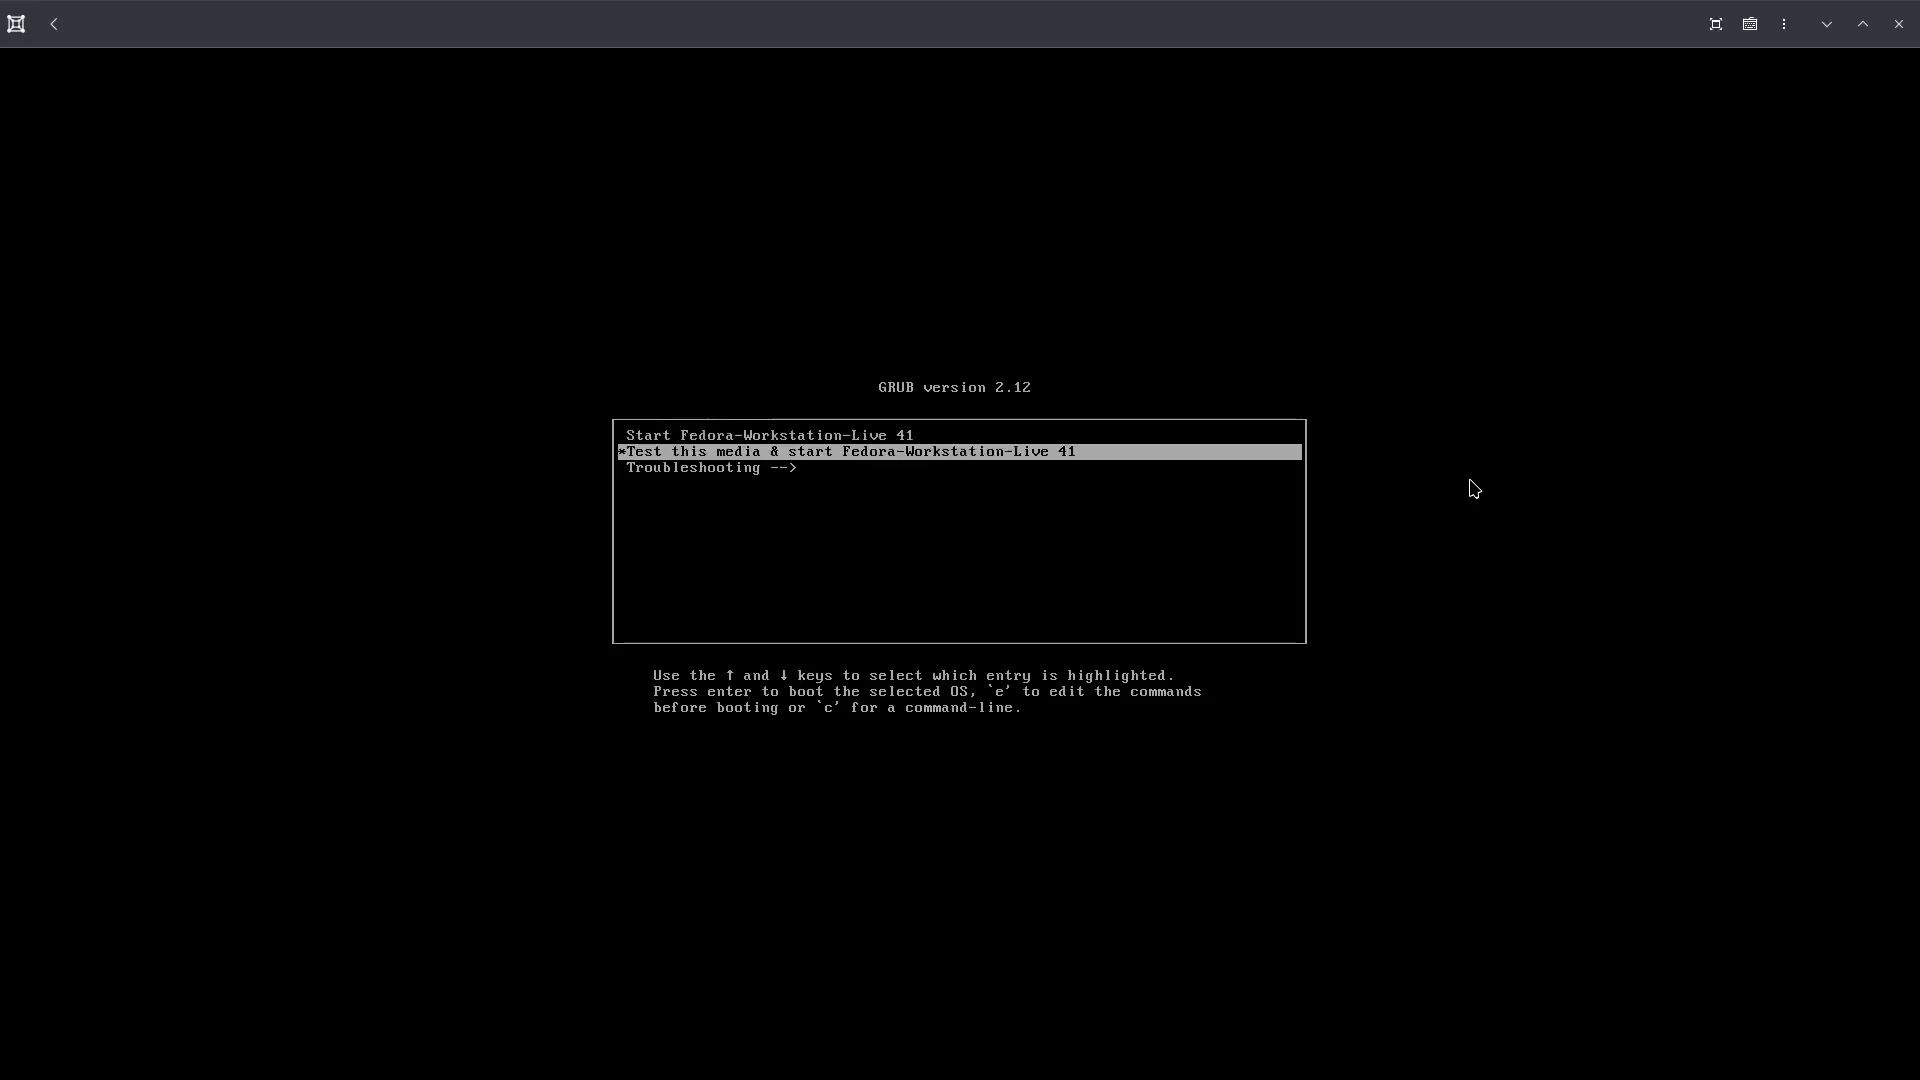 GRUB version 2.12
Start Fedora-Workstation-Live 41
*Test this media & start Fedora-Workstation-Live 41
Troubleshooting -->
Use the ↑ and ↓ keys to select which entry is highlighted.
Press enter to boot the selected OS, `e' to edit the commands
before booting or `c' for a command-line.